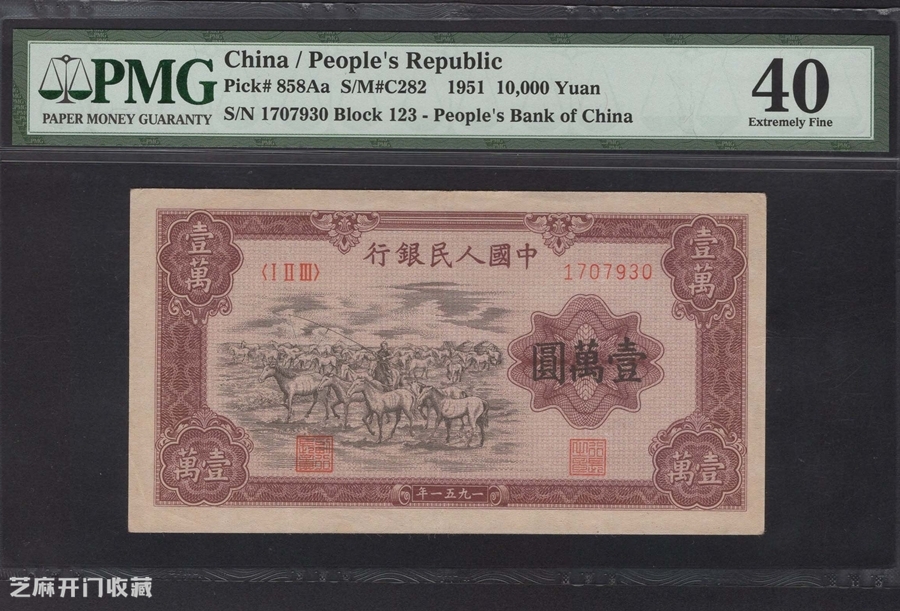 PMG
PAPER MONEY GUARANTY
China / People's Republic
Pick# 858Aa S/M#C282 1951 10,000 Yuan
S/N 1707930 Block 123 - People's Bank of China
40
Extremely Fine
壹萬
行銀民人國中
壹萬
〈I II III〉
1707930
圓萬壹
萬壹
萬壹
年一五九一
芝麻开门收藏